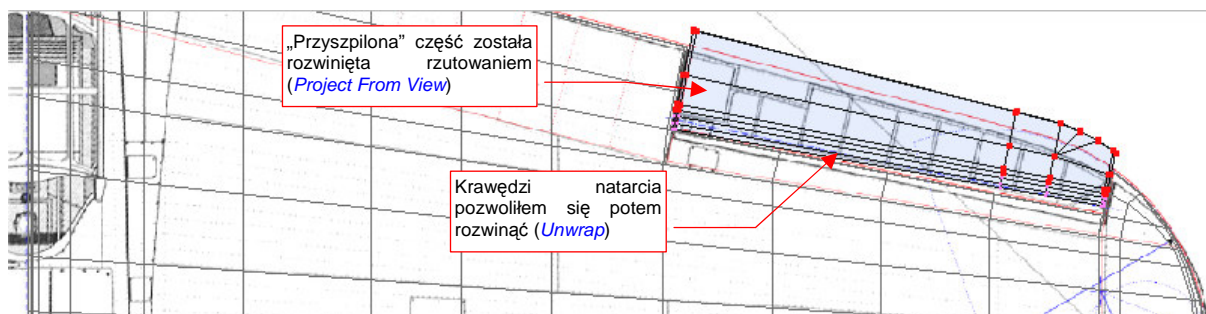 „Przyszpilona” część została
rozwinięta rzutowaniem
(Project From View)
Krawędzi natarcia
pozwoliłem się potem
rozwinąć (Unwrap)